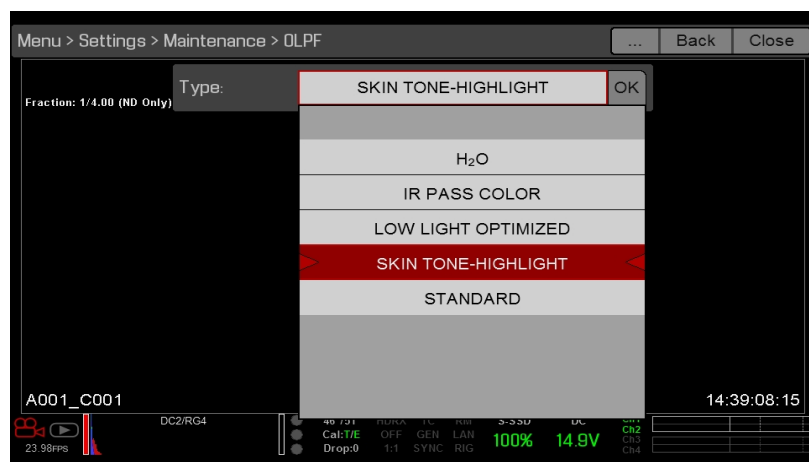 Menu > Settings > Maintenance > OLPF ... Back Close
Type: SKIN TONE-HIGHLIGHT OK
Fraction: 1/4.00 (ND Only)
H₂O
IR PASS COLOR
LOW LIGHT OPTIMIZED
SKIN TONE-HIGHLIGHT
STANDARD
A001_C001 14:39:08:15
DC2/RG4
Ch2
Cal:T/E OFF GEN LAN 100% 14.9V Ch3
23.98FPS Drop:0 1:1 SYNC RIG Ch4